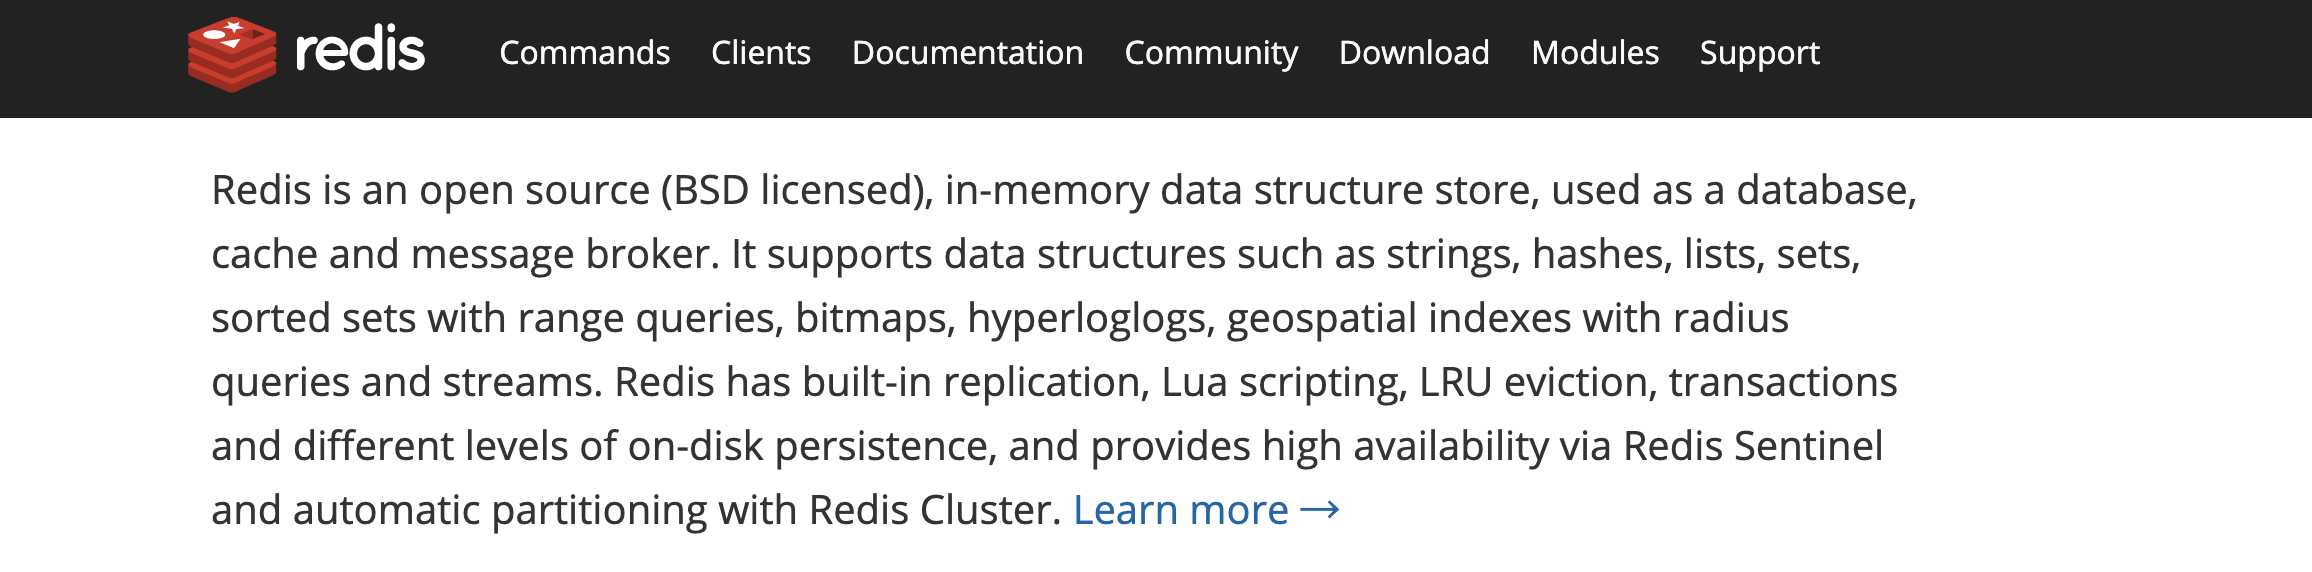 redis Commands Clients Documentation Community Download Modules Support
Redis is an open source (BSD licensed), in-memory data structure store, used as a database,
cache and message broker. It supports data structures such as strings, hashes, lists, sets,
sorted sets with range queries, bitmaps, hyperloglogs, geospatial indexes with radius
queries and streams. Redis has built-in replication, Lua scripting, LRU eviction, transactions
and different levels of on-disk persistence, and provides high availability via Redis Sentinel
and automatic partitioning with Redis Cluster. Learn more →